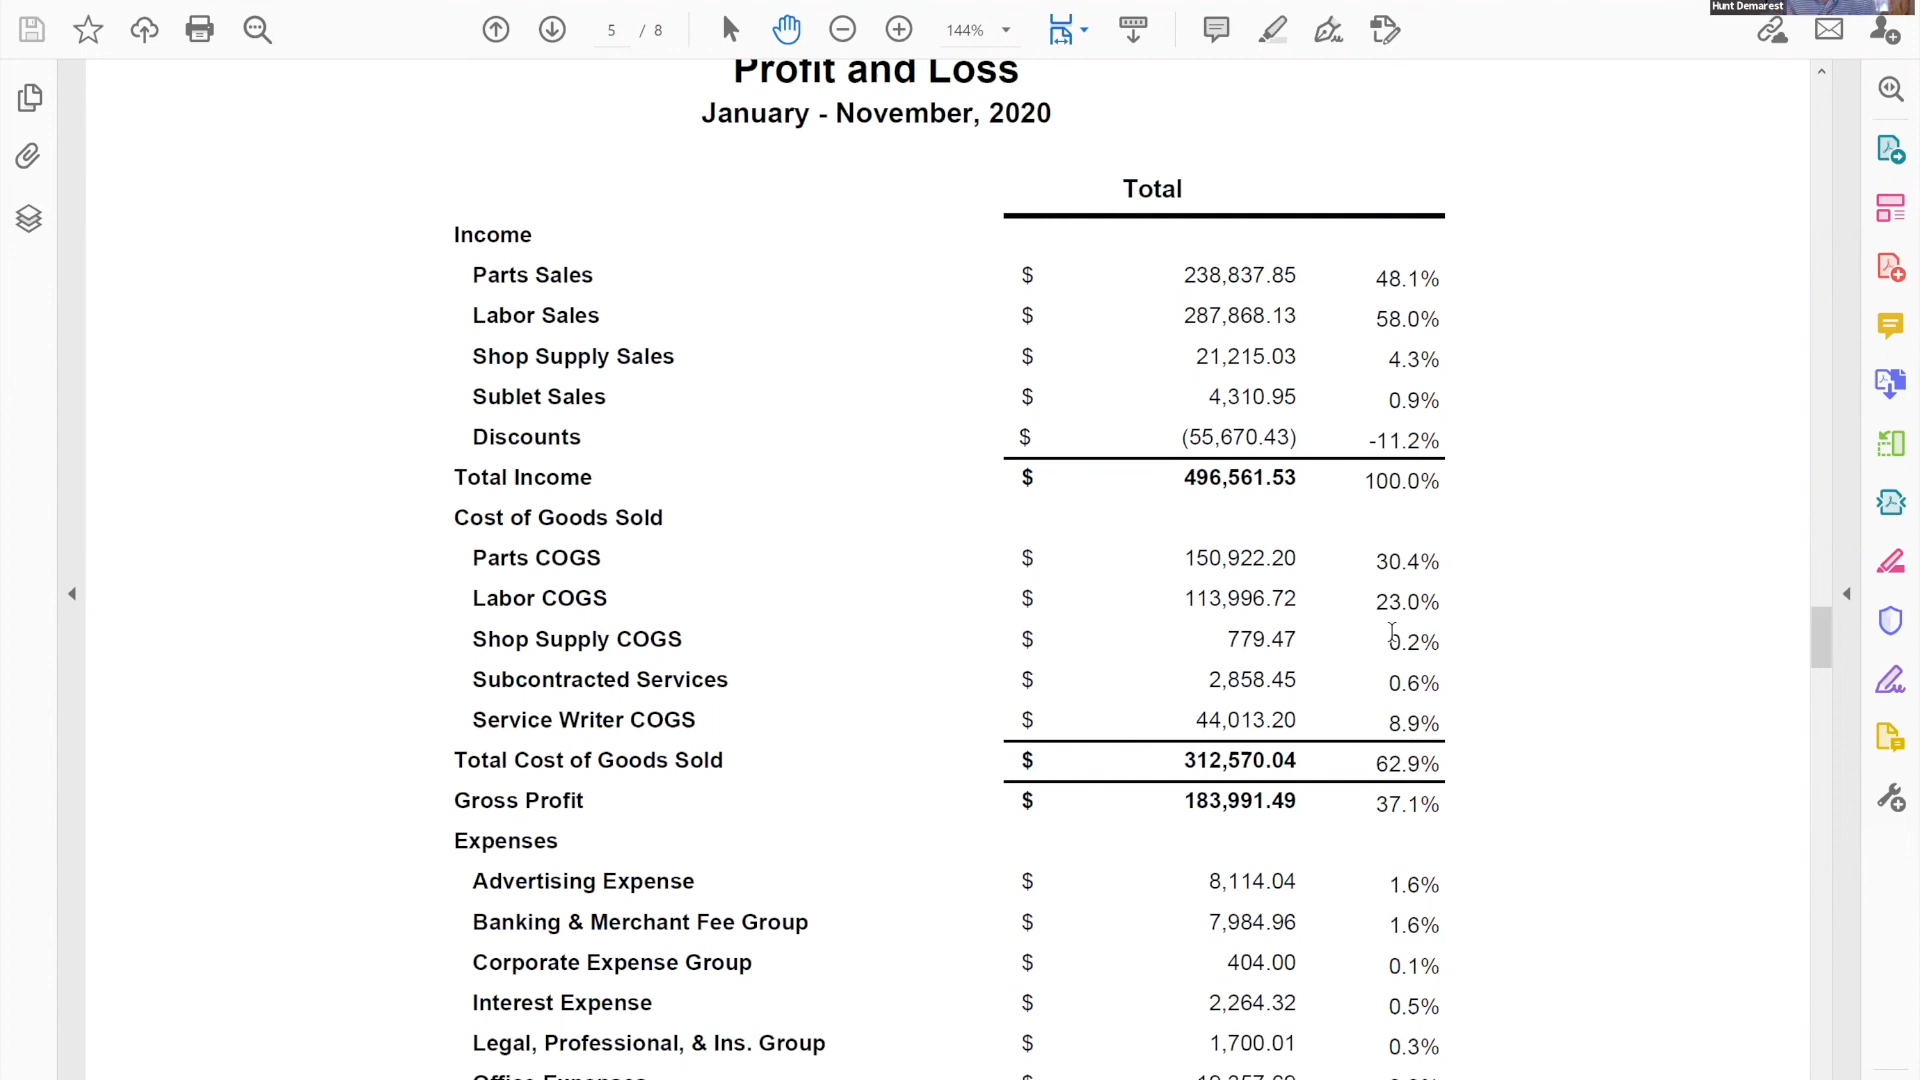 Hunt Demarest
5 / 8
144%
Profit and Loss
January - November, 2020
Total
Income
Parts Sales $ 238,837.85 48.1%
Labor Sales $ 287,868.13 58.0%
Shop Supply Sales $ 21,215.03 4.3%
Sublet Sales $ 4,310.95 0.9%
Discounts $ (55,670.43) -11.2%
Total Income $ 496,561.53 100.0%
Cost of Goods Sold
Parts COGS $ 150,922.20 30.4%
Labor COGS $ 113,996.72 23.0%
Shop Supply COGS $ 779.47 0.2%
Subcontracted Services $ 2,858.45 0.6%
Service Writer COGS $ 44,013.20 8.9%
Total Cost of Goods Sold $ 312,570.04 62.9%
Gross Profit $ 183,991.49 37.1%
Expenses
Advertising Expense $ 8,114.04 1.6%
Banking & Merchant Fee Group $ 7,984.96 1.6%
Corporate Expense Group $ 404.00 0.1%
Interest Expense $ 2,264.32 0.5%
Legal, Professional, & Ins. Group $ 1,700.01 0.3%